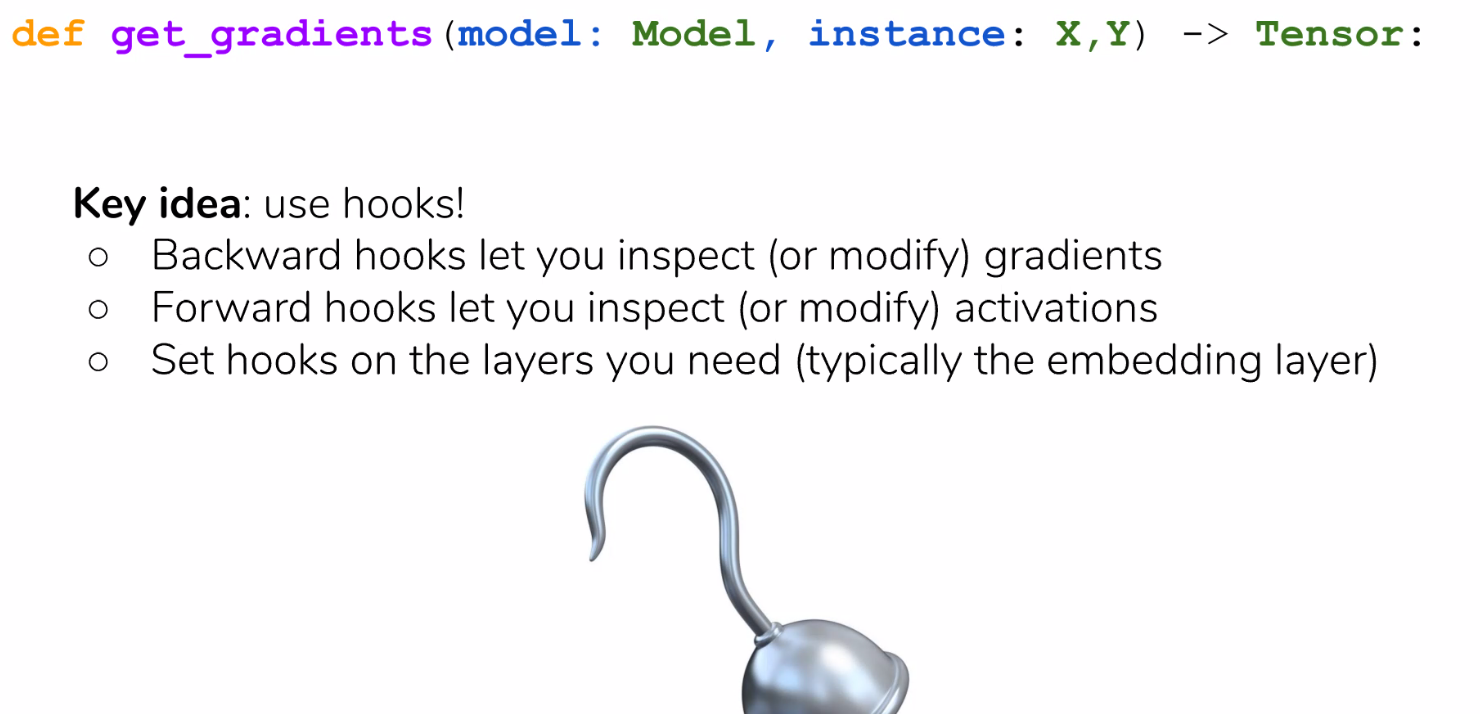 def get_gradients(model: Model, instance: X,Y) -> Tensor:
Key idea: use hooks!
○ Backward hooks let you inspect (or modify) gradients
○ Forward hooks let you inspect (or modify) activations
○ Set hooks on the layers you need (typically the embedding layer)